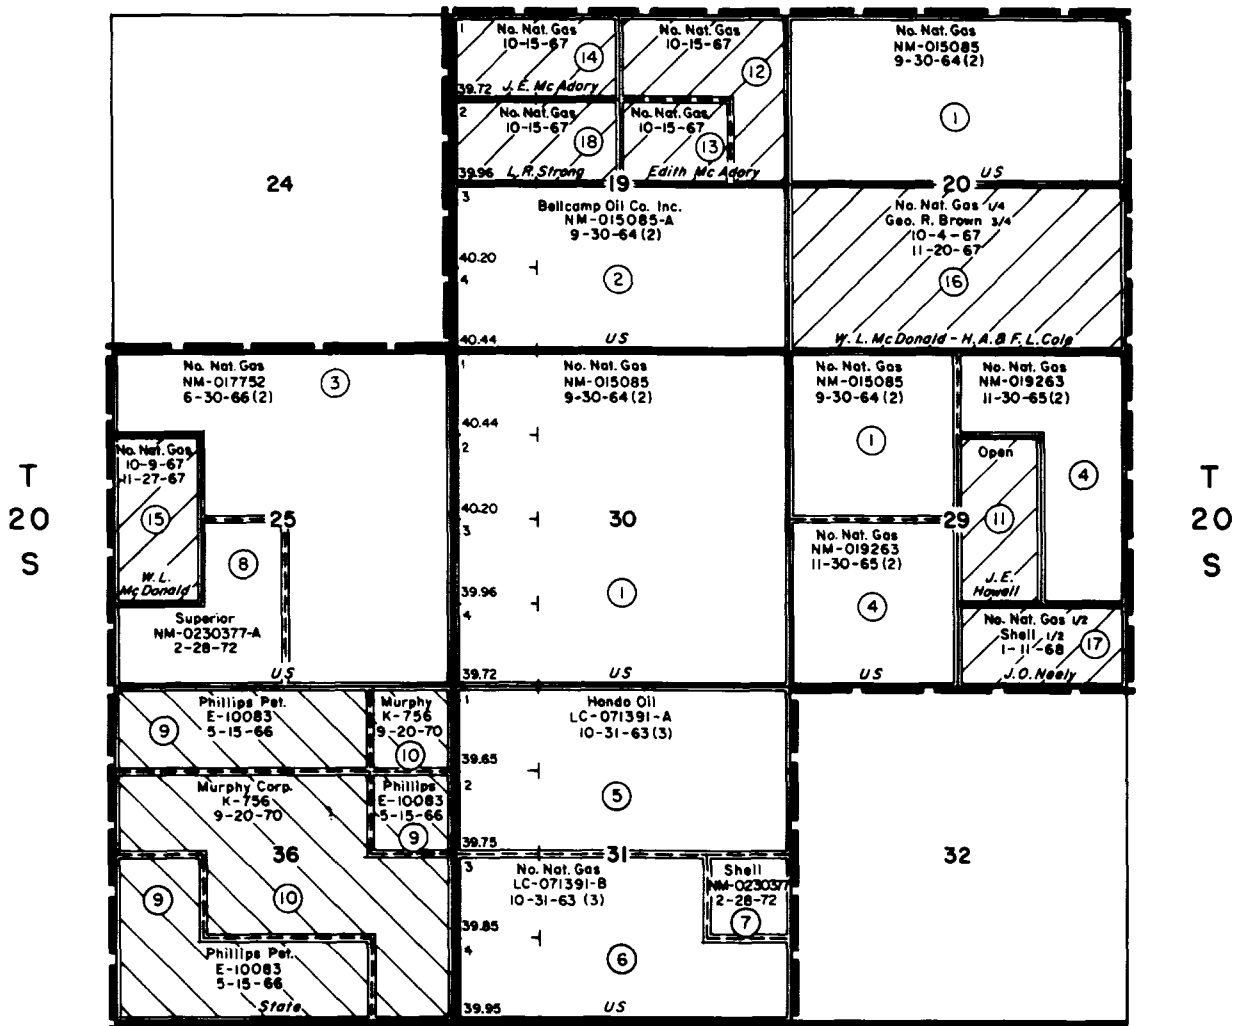 24
1
No. Nat. Gas
10-15-67
14
39.72 J. E. Mc Adory
No. Nat. Gas
10-15-67
12
2
No. Nat. Gas
10-15-67
18
39.96 L. R. Strong
No. Nat. Gas
10-15-67
13
Edith Mc Adory
19
No. Nat. Gas
NM-015085
9-30-64(2)
1
US
20
3
Bellcamp Oil Co. Inc.
NM-015085-A
9-30-64(2)
40.20
4
2
40.44
US
No. Nat. Gas 1/4
Geo. R. Brown 3/4
10-4-67
11-20-67
16
W. L. McDonald - H. A. & F. L. Cole
T
20
S
No. Nat. Gas
NM-017752
6-30-66(2)
3
No. Nat. Gas
10-9-67
11-27-67
15
W. L.
McDonald
25
8
Superior
NM-0230377-A
2-28-72
US
1
No. Nat. Gas
NM-015085
9-30-64(2)
40.44
2
40.20
3
30
39.96
4
1
39.72
US
No. Nat. Gas
NM-015085
9-30-64(2)
1
No. Nat. Gas
NM-019263
11-30-65(2)
4
Open
11
J. E.
Howell
29
No. Nat. Gas
NM-019263
11-30-65(2)
4
US
No. Nat. Gas 1/2
Shell 1/2
1-11-68
17
J. O. Neely
T
20
S
Phillips Pet.
E-10083
5-15-66
9
Murphy
K-756
9-20-70
10
Murphy Corp.
K-756
9-20-70
Phillips
E-10083
5-15-66
9
36
9
10
Phillips Pet.
E-10083
5-15-66
State
1
Hondo Oil
LC-071391-A
10-31-63(3)
39.65
2
5
39.75
31
3
No. Nat. Gas
LC-071391-B
10-31-63 (3)
Shell
NM-0230377
2-28-72
7
39.85
4
6
39.95
US
32